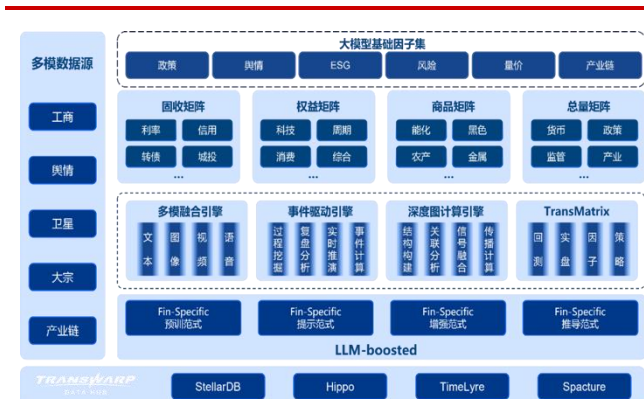 多模数据源
工商
舆情
卫星
大宗
产业链
大模型基础因子集
政策
舆情
ESG
风险
量价
产业链
固收矩阵
利率
信用
转债
城投
...
权益矩阵
科技
周期
消费
综合
...
商品矩阵
能化
黑色
农产
金属
...
总量矩阵
货币
政策
监管
产业
...
多模融合引擎
文本
图像
视频
语音
事件驱动引擎
过程挖掘
复盘分析
实时推演
事件计算
深度图计算引擎
结构构建
关联分析
信号融合
传播计算
TransMatrix
回测
实盘
因子
策略
Fin-Specific
预训范式
Fin-Specific
提示范式
Fin-Specific
增强范式
Fin-Specific
推导范式
LLM-boosted
TRANSWARP
DATA HUB
StellarDB
Hippo
TimeLyre
Spacture